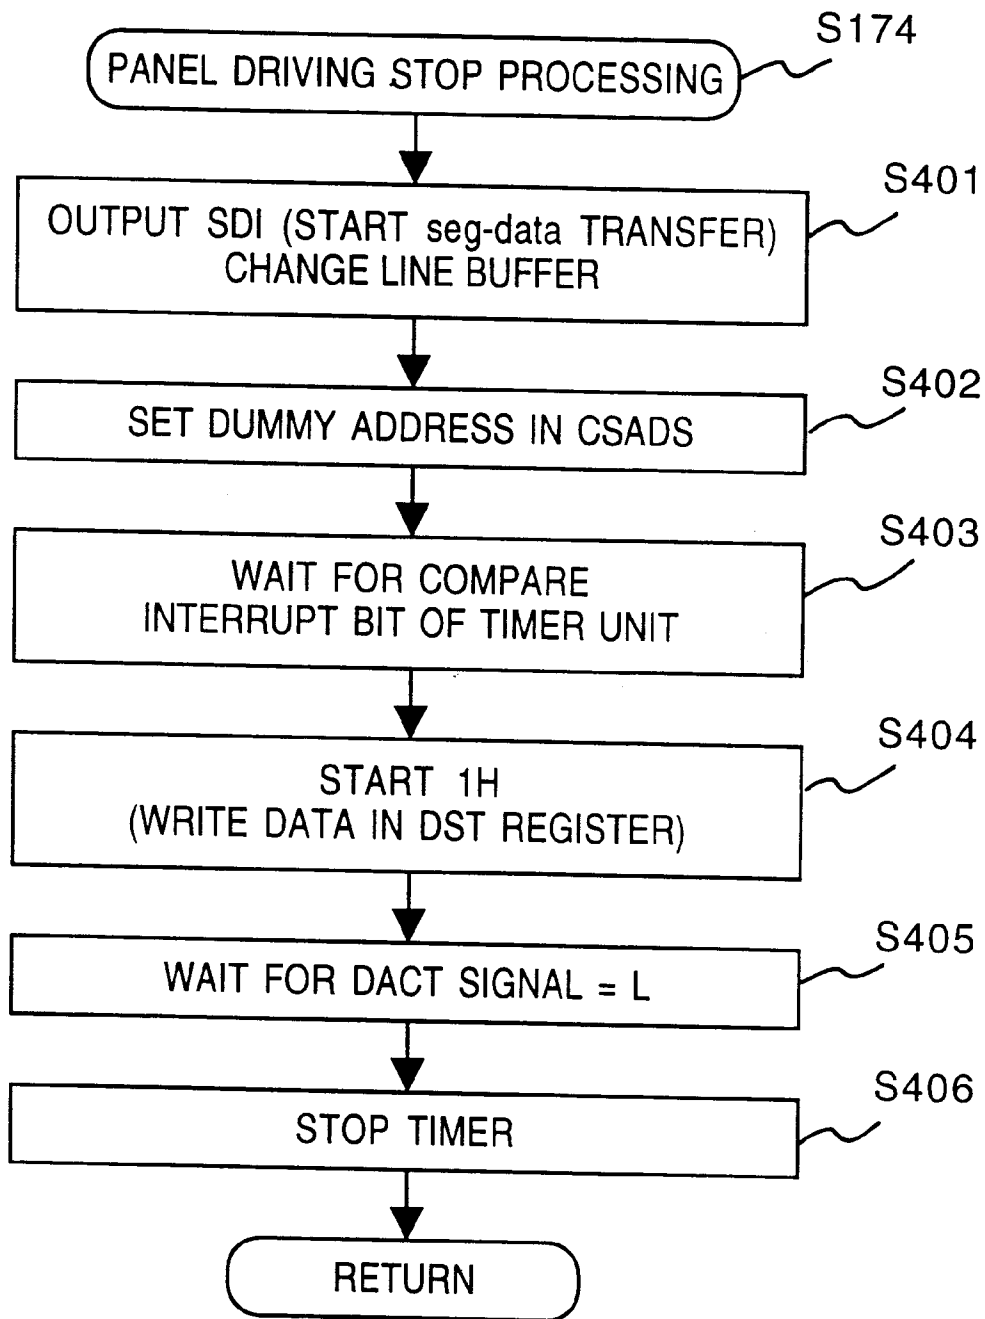 S174
PANEL DRIVING STOP PROCESSING
S401
OUTPUT SDI (START seg-data TRANSFER)
CHANGE LINE BUFFER
S402
SET DUMMY ADDRESS IN CSADS
S403
WAIT FOR COMPARE
INTERRUPT BIT OF TIMER UNIT
S404
START 1H
(WRITE DATA IN DST REGISTER)
S405
WAIT FOR DACT SIGNAL = L
S406
STOP TIMER
RETURN